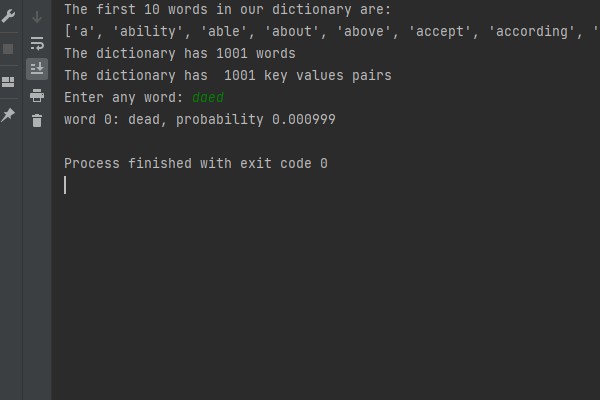 The first 10 words in our dictionary are:
['a', 'ability', 'able', 'about', 'above', 'accept', 'according', '
The dictionary has 1001 words
The dictionary has  1001 key values pairs
Enter any word: daed
word 0: dead, probability 0.000999
Process finished with exit code 0